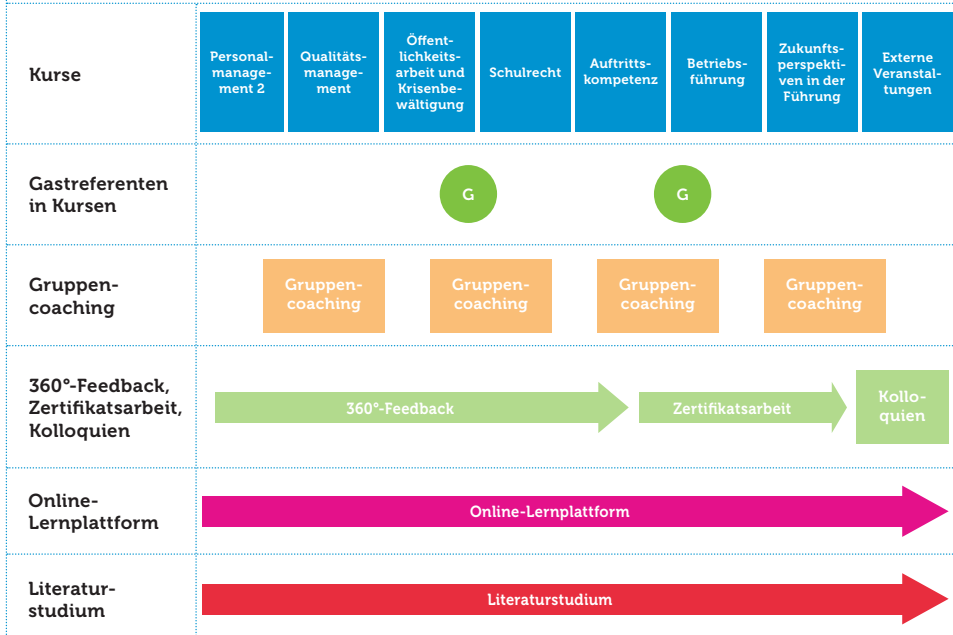 Kurse
Personal-
manage-
ment 2
Qualitäts-
manage-
ment
Öffent-
lichkeits-
arbeit und
Krisenbe-
wältigung
Schulrecht
Auftritts-
kompetenz
Betriebs-
führung
Zukunfts-
perspekti-
ven in der
Führung
Externe
Veranstal-
tungen
Gastreferenten
in Kursen
G
G
Gruppen-
coaching
Gruppen-
coaching
Gruppen-
coaching
Gruppen-
coaching
Gruppen-
coaching
360°-Feedback,
Zertifikatsarbeit,
Kolloquien
360°-Feedback
Zertifikatsarbeit
Kollo-
quien
Online-
Lernplattform
Online-Lernplattform
Literatur-
studium
Literaturstudium